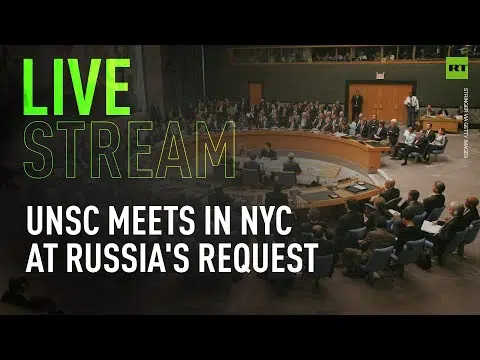 LIVE
STREAM
UNSC MEETS IN NYC
AT RUSSIA'S REQUEST
RT
STRINGER VIA GETTY IMAGES